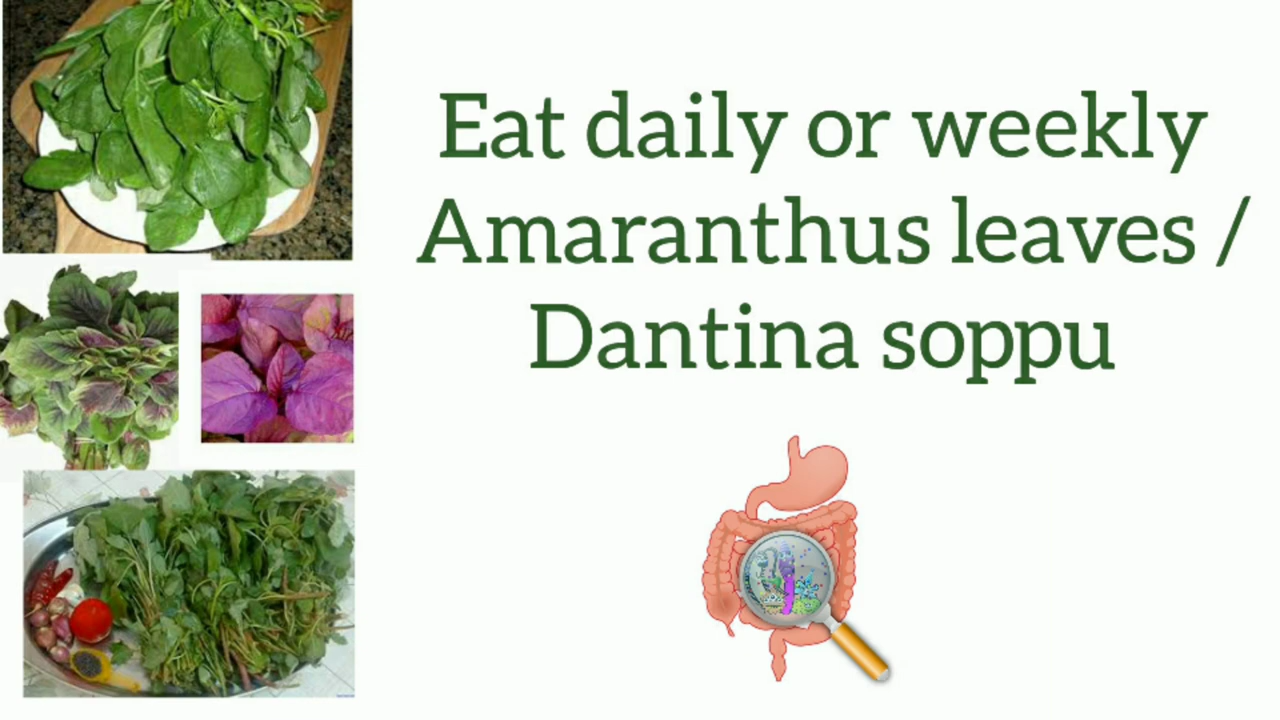 Eat daily or weekly
Amaranthus leaves /
Dantina soppu